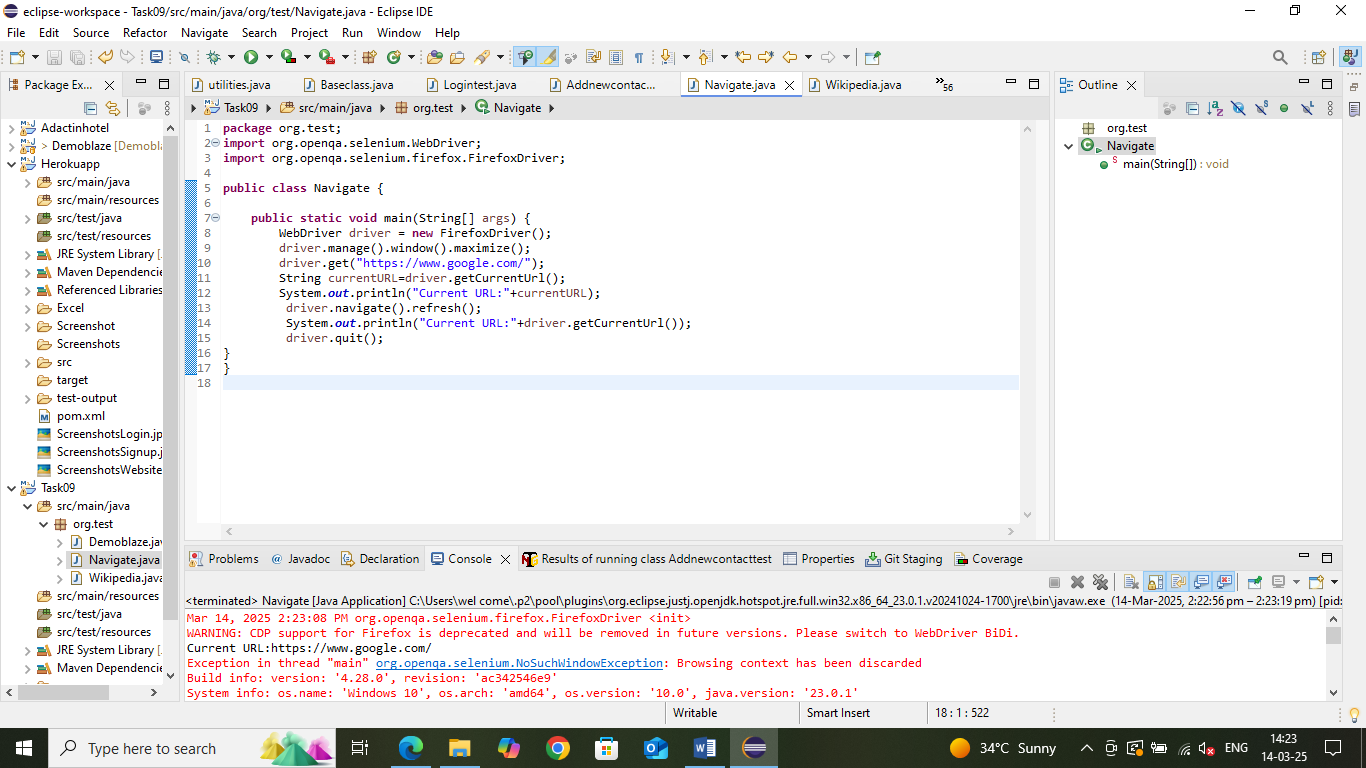 eclipse-workspace - Task09/src/main/java/org/test/Navigate.java - Eclipse IDE
File Edit Source Refactor Navigate Search Project Run Window Help
Package Ex...
utilities.java
Baseclass.java
Logintest.java
Addnewcontac...
Navigate.java
Wikipedia.java
»56
Outline
Task09
src/main/java
org.test
Navigate
Adactinhotel
> Demoblaze [Demobl
Herokuapp
src/main/java
src/main/resources
src/test/java
src/test/resources
JRE System Library [
Maven Dependencie
Referenced Libraries
Excel
Screenshot
Screenshots
src
target
test-output
pom.xml
ScreenshotsLogin.jp
ScreenshotsSignup.j
ScreenshotsWebsite
Task09
src/main/java
org.test
Demoblaze.jav
Navigate.java
Wikipedia.java
src/main/resources
src/test/java
src/test/resources
JRE System Library [
Maven Dependencie
1 package org.test;
2 import org.openqa.selenium.WebDriver;
3 import org.openqa.selenium.firefox.FirefoxDriver;
4
5 public class Navigate {
6
7 public static void main(String[] args) {
8 WebDriver driver = new FirefoxDriver();
9 driver.manage().window().maximize();
10 driver.get("https://www.google.com/");
11 String currentURL=driver.getCurrentUrl();
12 System.out.println("Current URL:"+currentURL);
13 driver.navigate().refresh();
14 System.out.println("Current URL:"+driver.getCurrentUrl());
15 driver.quit();
16 }
17 }
18
org.test
Navigate
main(String[]) : void
Problems
Javadoc
Declaration
Console
Results of running class Addnewcontacttest
Properties
Git Staging
Coverage
<terminated> Navigate [Java Application] C:\Users\wel come\.p2\pool\plugins\org.eclipse.justj.openjdk.hotspot.jre.full.win32.x86_64_23.0.1.v20241024-1700\jre\bin\javaw.exe (14-Mar-2025, 2:22:56 pm – 2:23:19 pm) [pid:
Mar 14, 2025 2:23:08 PM org.openqa.selenium.firefox.FirefoxDriver <init>
WARNING: CDP support for Firefox is deprecated and will be removed in future versions. Please switch to WebDriver BiDi.
Current URL:https://www.google.com/
Exception in thread "main" org.openqa.selenium.NoSuchWindowException: Browsing context has been discarded
Build info: version: '4.28.0', revision: 'ac342546e9'
System info: os.name: 'Windows 10', os.arch: 'amd64', os.version: '10.0', java.version: '23.0.1'
Writable
Smart Insert
18 : 1 : 522
Type here to search
34°C Sunny
ENG
14:23
14-03-25